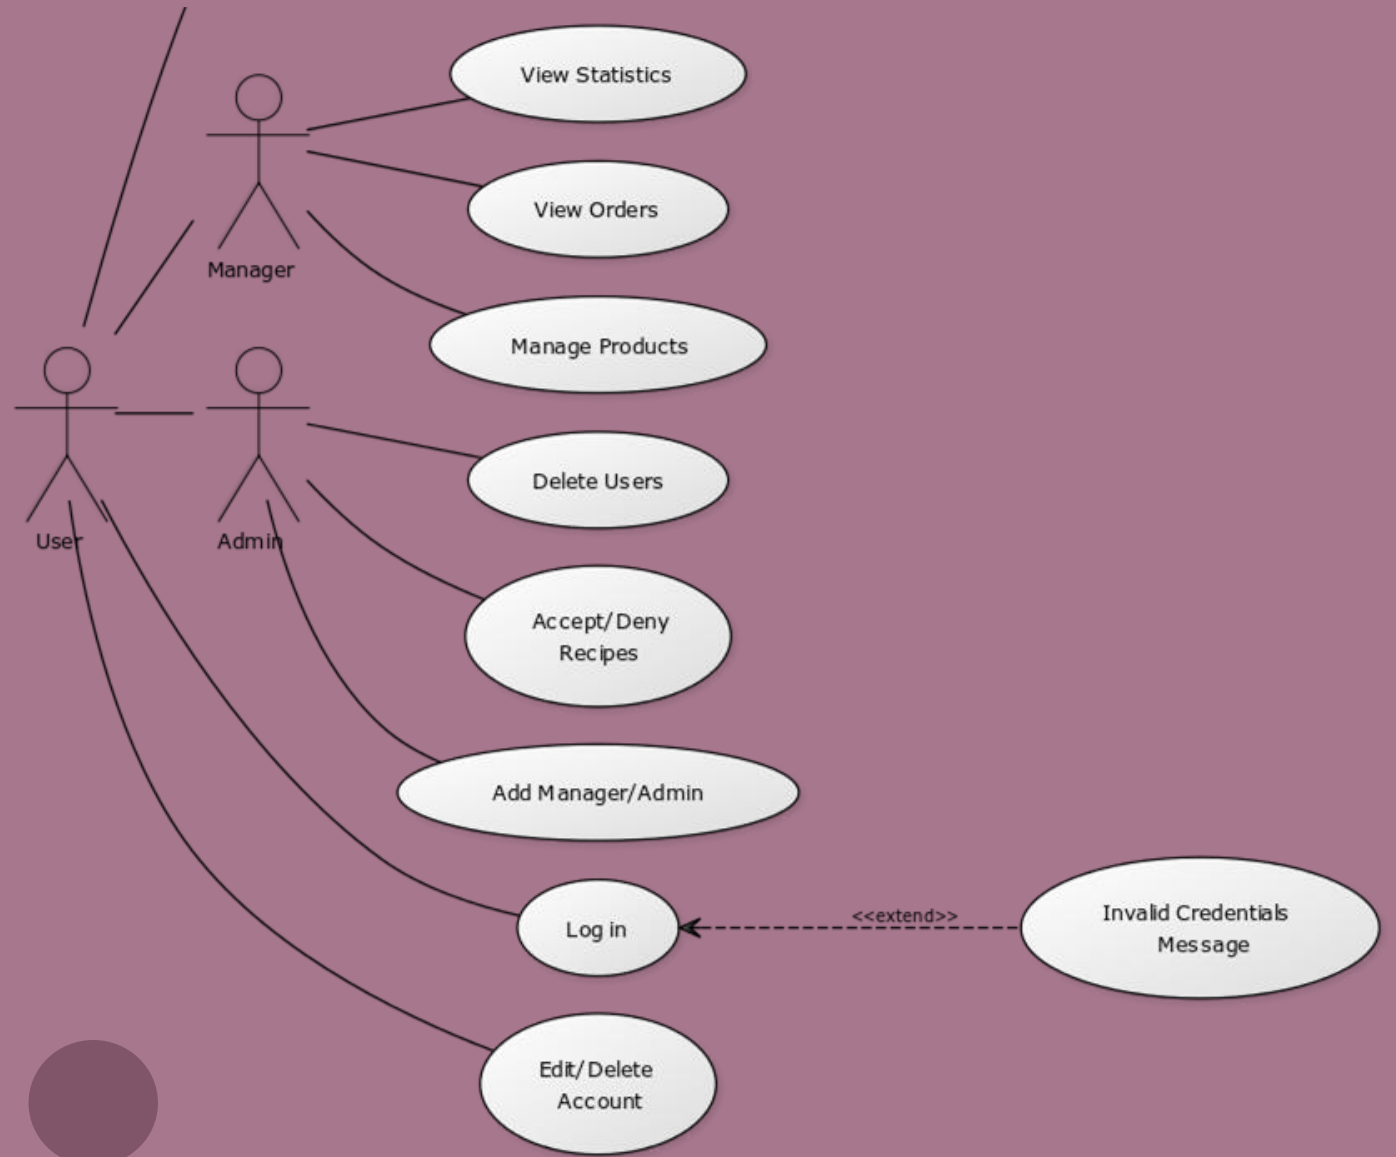 View Statistics
View Orders
Manager
Manage Products
Delete Users
User
Admin
Accept/Deny
Recipes
Add Manager/Admin
Log in
<<extend>>
Invalid Credentials
Message
Edit/Delete
Account